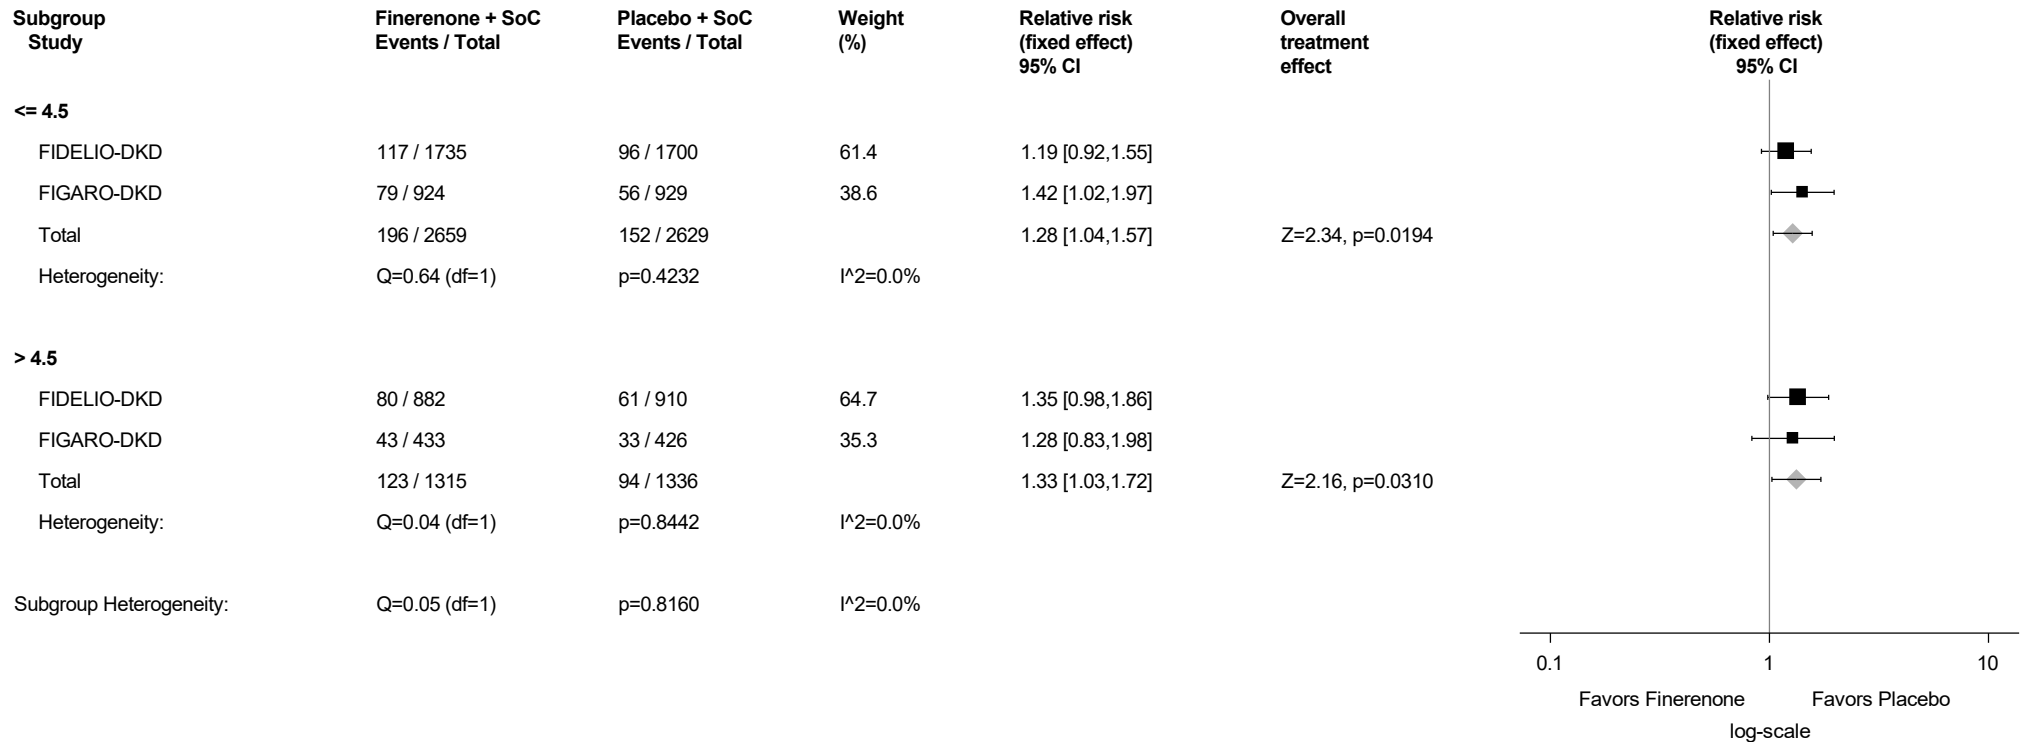 Subgroup Finerenone + SoC Placebo + SoC Weight Relative risk Overall Relative risk
Study Events / Total Events / Total (%) (fixed effect) treatment (fixed effect)
95% CI effect 95% CI
<= 4.5
FIDELIO-DKD 117 / 1735 96 / 1700 61.4 1.19 [0.92,1.55]
FIGARO-DKD 79 / 924 56 / 929 38.6 1.42 [1.02,1.97]
Total 196 / 2659 152 / 2629 1.28 [1.04,1.57] Z=2.34, p=0.0194
Heterogeneity: Q=0.64 (df=1) p=0.4232 I^2=0.0%
> 4.5
FIDELIO-DKD 80 / 882 61 / 910 64.7 1.35 [0.98,1.86]
FIGARO-DKD 43 / 433 33 / 426 35.3 1.28 [0.83,1.98]
Total 123 / 1315 94 / 1336 1.33 [1.03,1.72] Z=2.16, p=0.0310
Heterogeneity: Q=0.04 (df=1) p=0.8442 I^2=0.0%
Subgroup Heterogeneity: Q=0.05 (df=1) p=0.8160 I^2=0.0%
0.1 1 10
Favors Finerenone Favors Placebo
log-scale